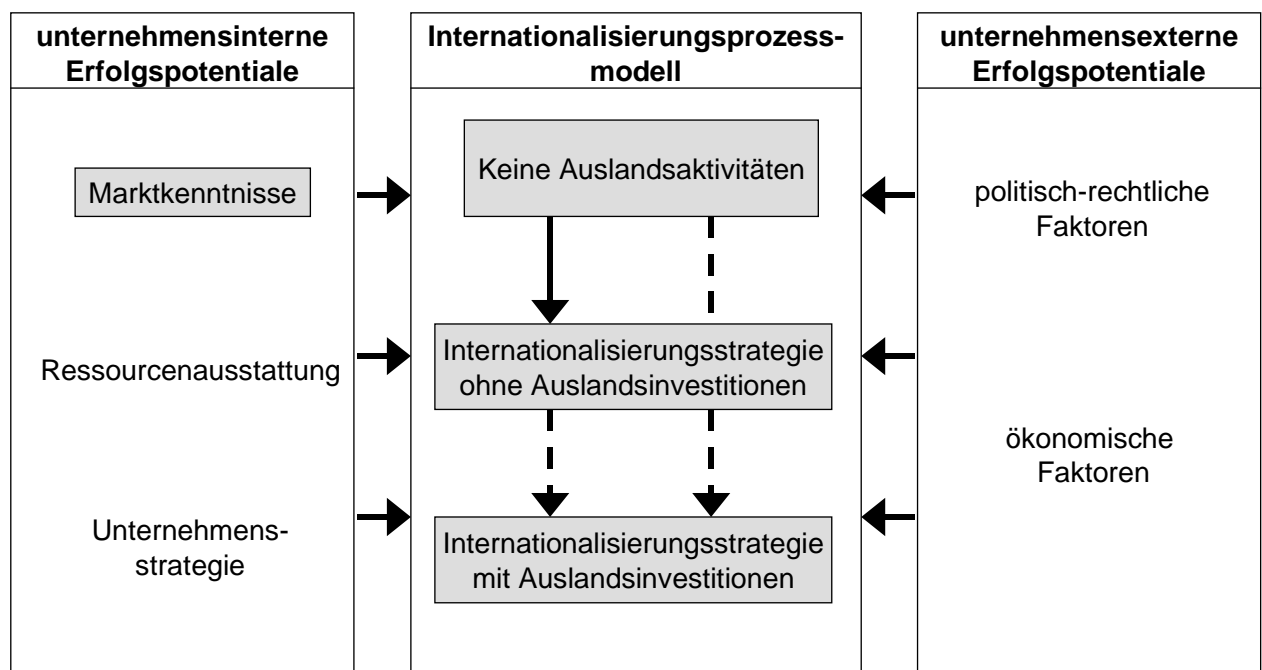 unternehmensinterne
Erfolgspotentiale
Marktkenntnisse
Ressourcenausstattung
Unternehmens-
strategie
Internationalisierungsprozess-
modell
Keine Auslandsaktivitäten
Internationalisierungsstrategie
ohne Auslandsinvestitionen
Internationalisierungsstrategie
mit Auslandsinvestitionen
unternehmensexterne
Erfolgspotentiale
politisch-rechtliche
Faktoren
ökonomische
Faktoren